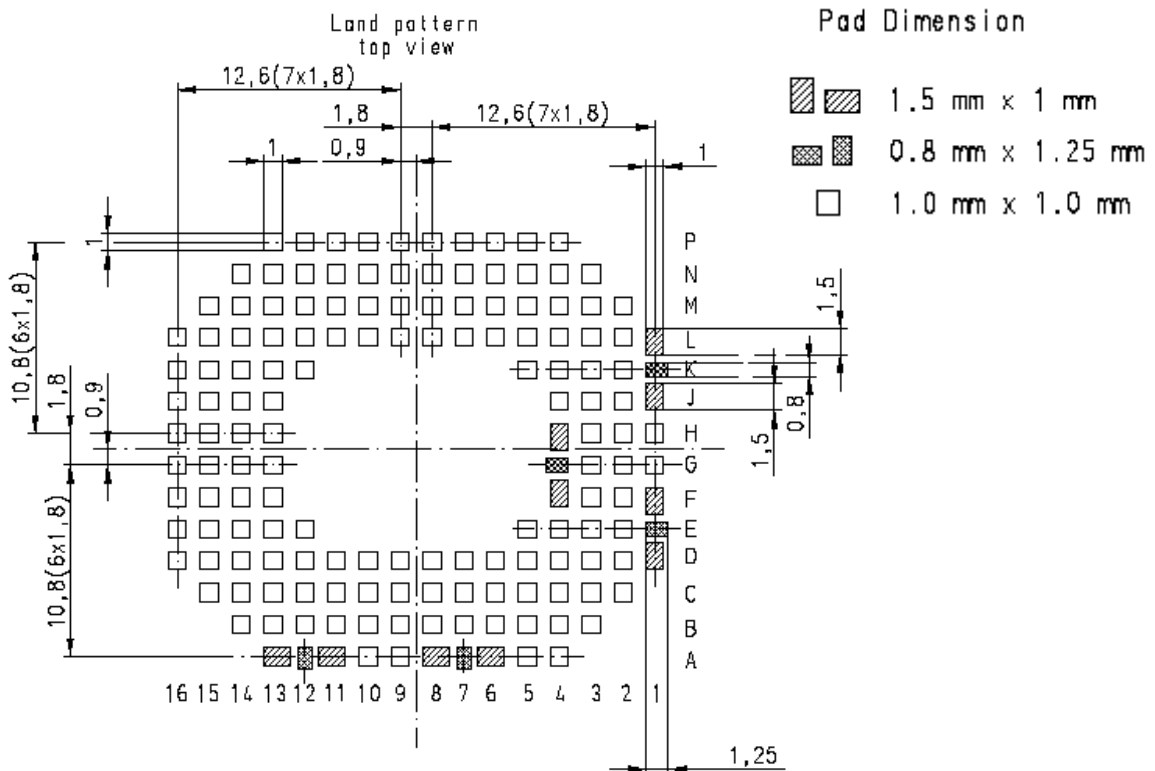 Land pattern
top view
Pad Dimension
12,6(7x1,8)
1,8
12,6(7x1,8)
1
0,9
1
1.5 mm x 1 mm
0.8 mm x 1.25 mm
1.0 mm x 1.0 mm
1
10,8(6x1,8)
1,8
0,9
10,8(6x1,8)
P
N
M
L
K
J
H
G
F
E
D
C
B
A
1,5
0,8
1,5
16 15 14 13 12 11 10 9 8 7 6 5 4 3 2 1
1,25